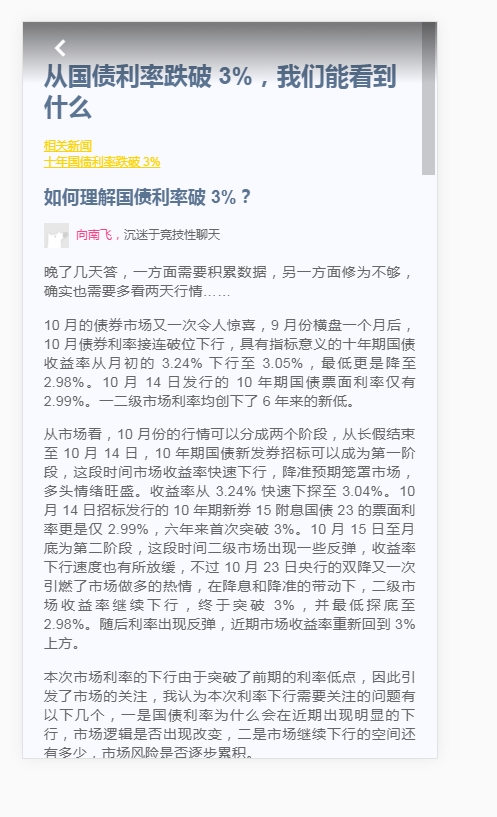 从国债利率跌破 3%，我们能看到
什么
相关新闻
十年国债利率跌破 3%
如何理解国债利率破 3%？
向南飞，沉迷于竞技性聊天
晚了几天答，一方面需要积累数据，另一方面修为不够，
确实也需要多看两天行情……
10 月的债券市场又一次令人惊喜，9 月份横盘一个月后，
10 月债券利率接连破位下行，具有指标意义的十年期国债
收益率从月初的 3.24% 下行至 3.05%，最低更是降至
2.98%。10 月 14 日发行的 10 年期国债票面利率仅有
2.99%。一二级市场利率均创下了 6 年来的新低。
从市场看，10 月份的行情可以分成两个阶段，从长假结束
至 10 月 14 日，10 年期国债新发券招标可以成为第一阶
段，这段时间市场收益率快速下行，降准预期笼罩市场，
多头情绪旺盛。收益率从 3.24% 快速下探至 3.04%。10
月 14 日招标发行的 10 年期新券 15 附息国债 23 的票面利
率更是仅 2.99%，六年来首次突破 3%。10 月 15 日至月
底为第二阶段，这段时间二级市场出现一些反弹，收益率
下行速度也有所放缓，不过 10 月 23 日央行的双降又一次
引燃了市场做多的热情，在降息和降准的带动下，二级市
场收益率继续下行，终于突破 3%，并最低探底至
2.98%。随后利率出现反弹，近期市场收益率重新回到 3%
上方。
本次市场利率的下行由于突破了前期的利率低点，因此引
发了市场的关注，我认为本次利率下行需要关注的问题有
以下几个，一是国债利率为什么会在近期出现明显的下
行，市场逻辑是否出现改变，二是市场继续下行的空间还
有多少，市场风险是否逐步累积。